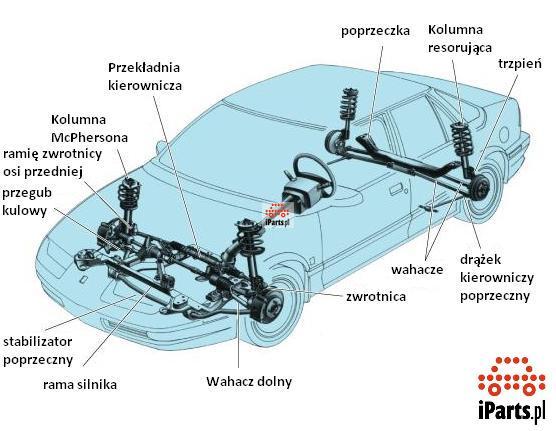 poprzeczka
Kolumna
resorująca
trzpień
Przekładnia
kierownicza
Kolumna
McPhersona
ramię zwrotnicy
osi przedniej
przegub
kulowy
iParts.pl
wahacze
drążek
kierowniczy
poprzeczny
zwrotnica
stabilizator
poprzeczny
rama silnika
Wahacz dolny
iParts.pl